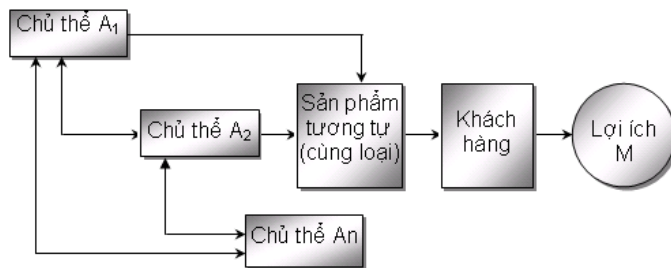 Chủ thể A₁
Chủ thể A₂
Sản phẩm
tương tự
(cùng loại)
Khách
hàng
Lợi ích
M
Chủ thể An